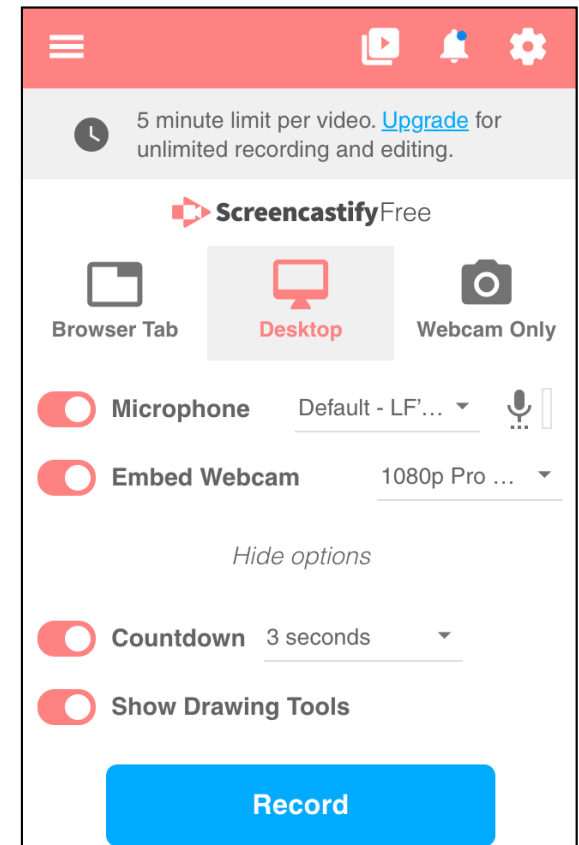 5 minute limit per video. Upgrade for
unlimited recording and editing.
ScreencastifyFree
Browser Tab
Desktop
Webcam Only
Microphone
Default - LF’...
Embed Webcam
1080p Pro ...
Hide options
Countdown
3 seconds
Show Drawing Tools
Record